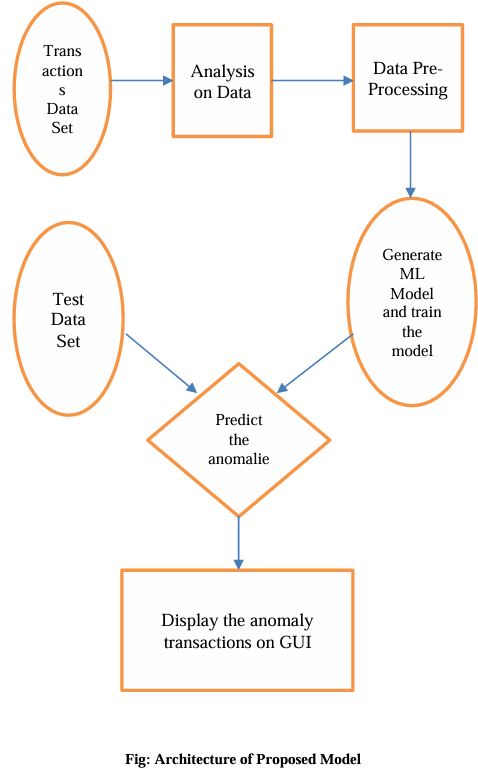 Trans
action
s
Data
Set
Analysis
on Data
Data Pre-
Processing
Generate
ML
Model
and train
the
model
Test
Data
Set
Predict
the
anomalie
Display the anomaly
transactions on GUI
Fig: Architecture of Proposed Model